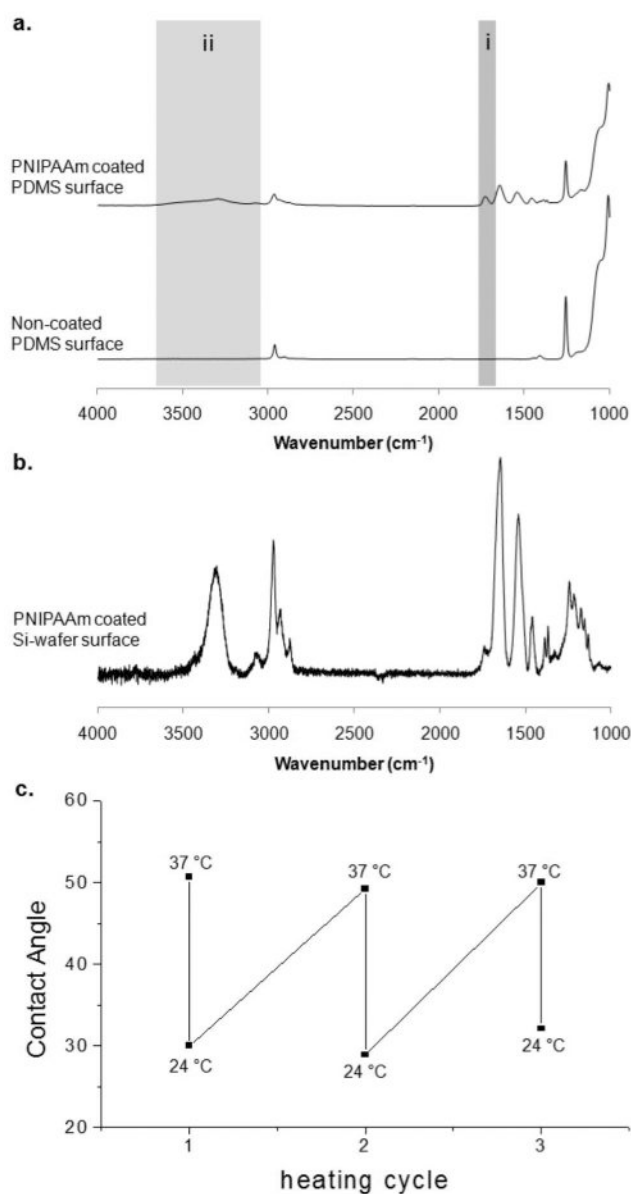 a.
ii
i
PNIPAAm coated
PDMS surface
Non-coated
PDMS surface
4000 3500 3000 2500 2000 1500 1000
Wavenumber (cm⁻¹)
b.
PNIPAAm coated
Si-wafer surface
4000 3500 3000 2500 2000 1500 1000
Wavenumber (cm⁻¹)
c.
60
50
40
30
20
Contact Angle
37 °C
37 °C
37 °C
24 °C
24 °C
24 °C
1 2 3
heating cycle